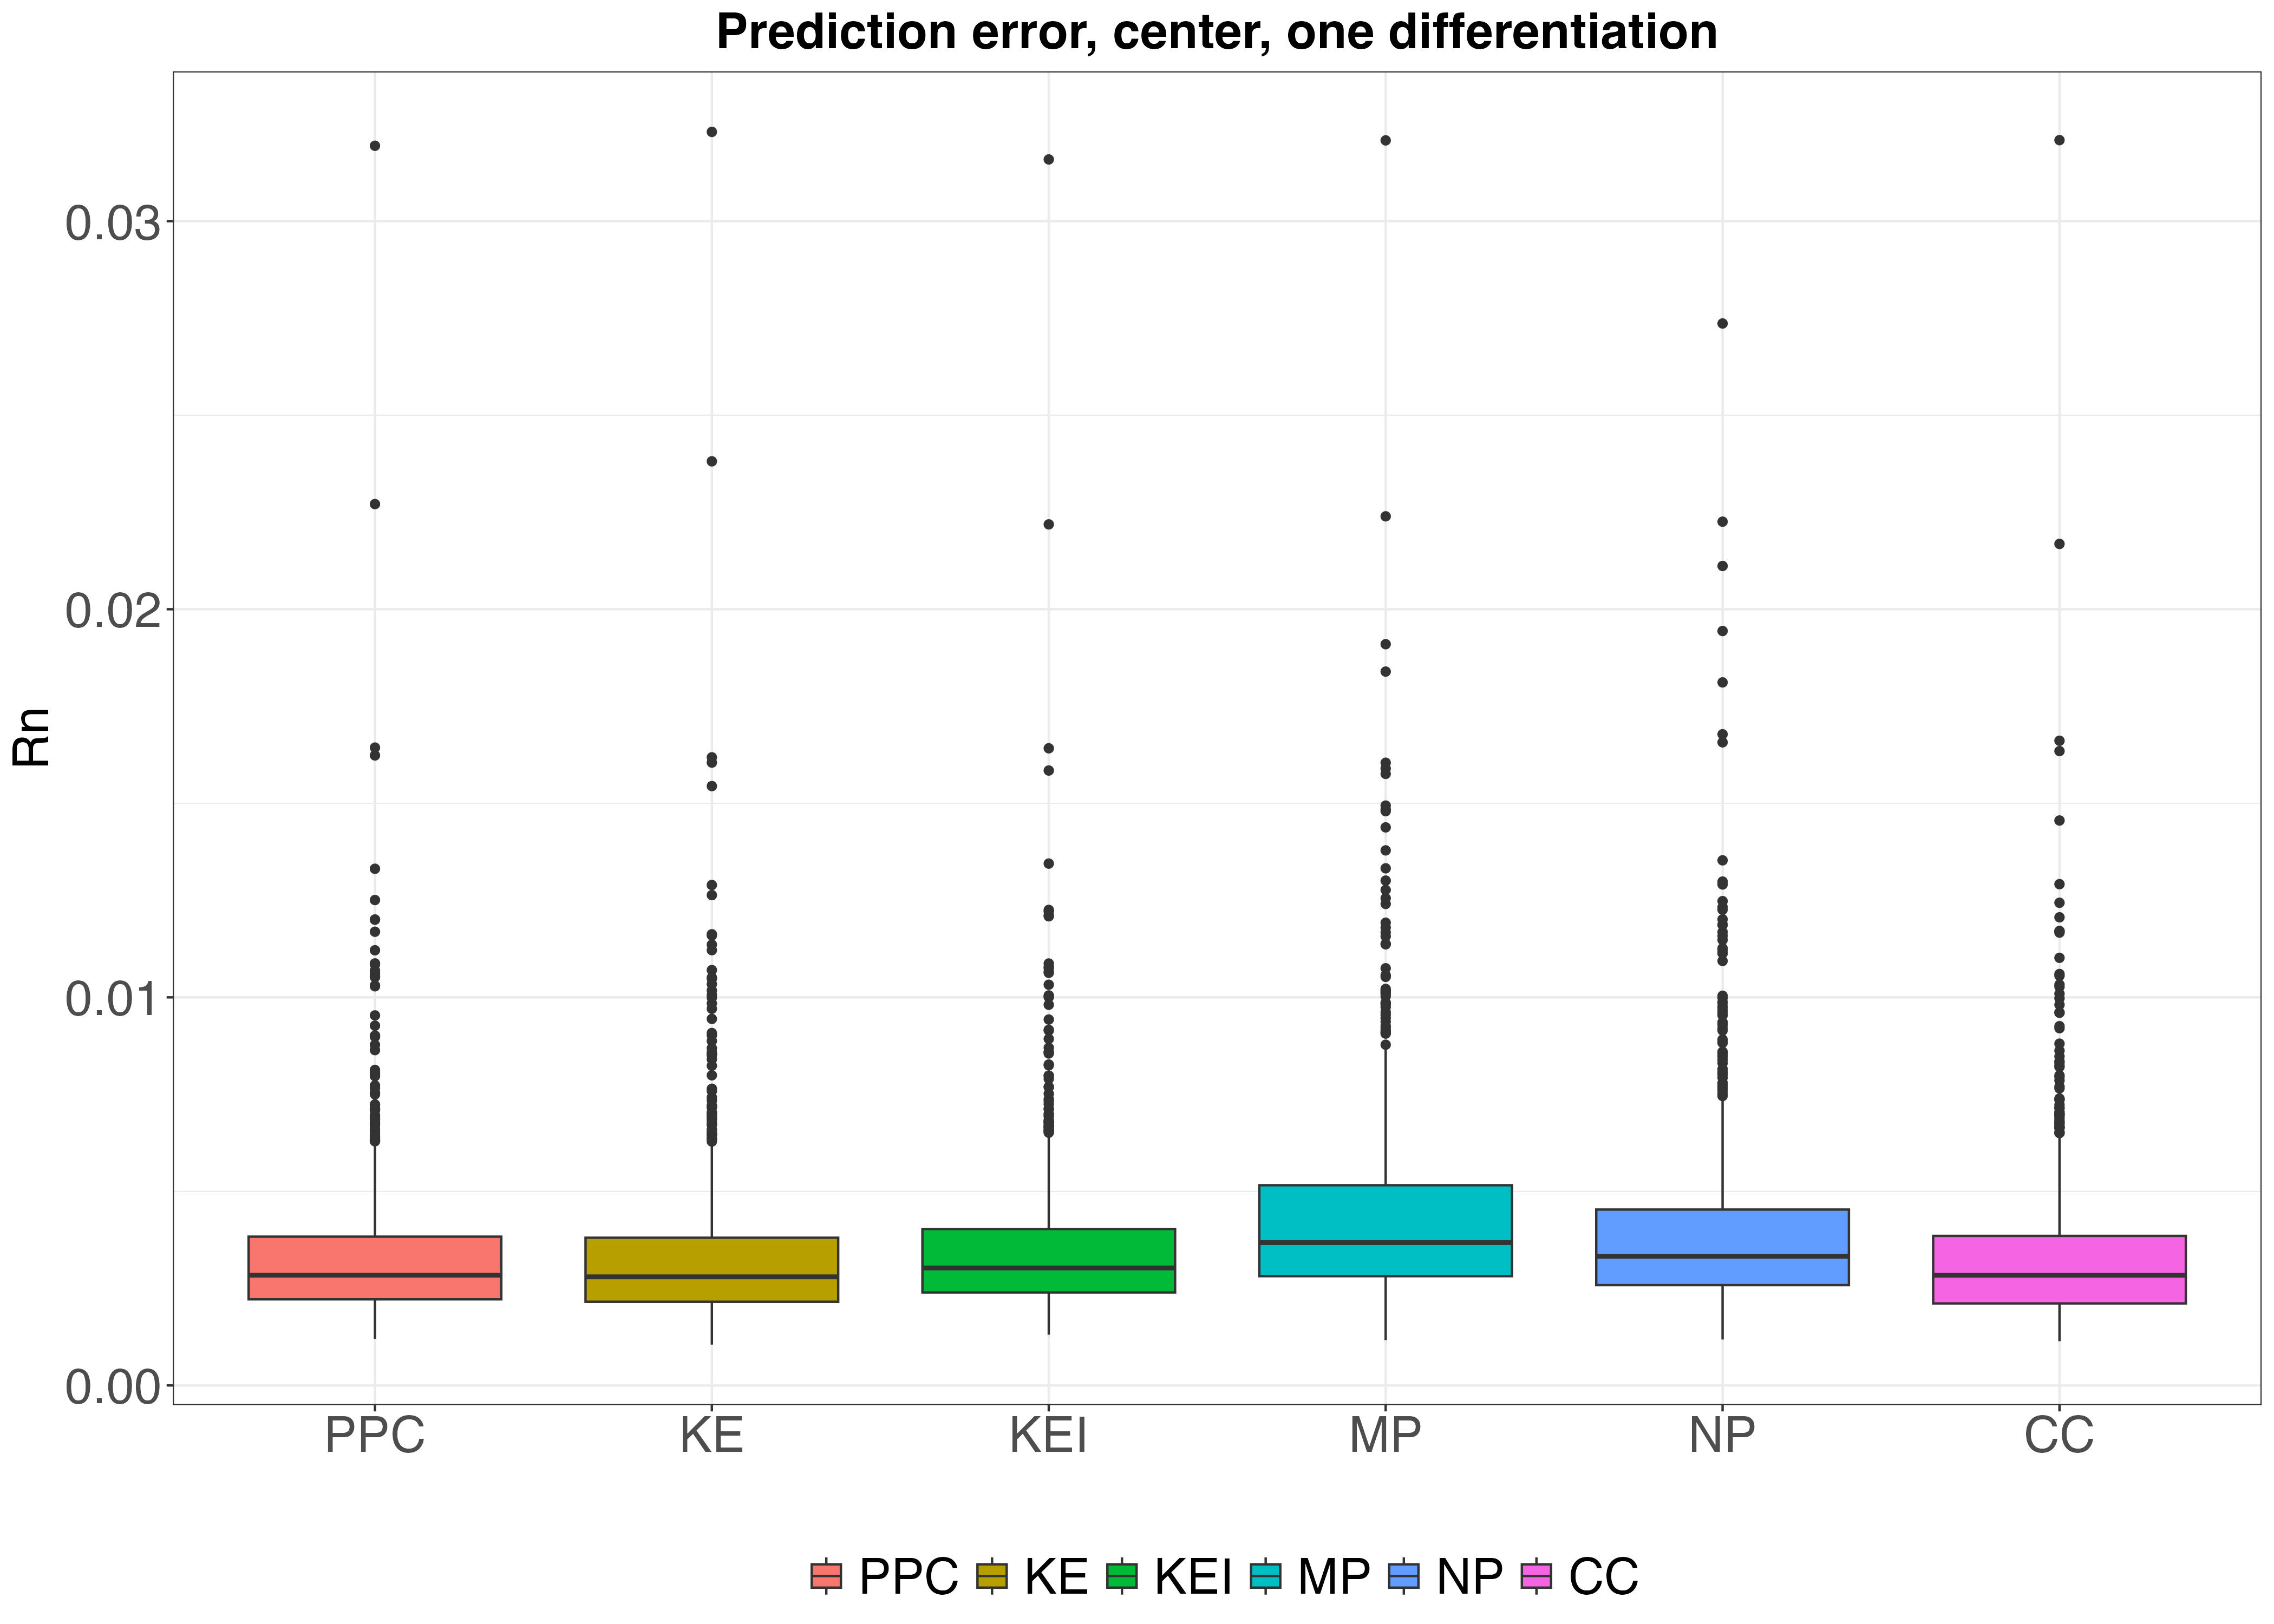 Prediction error, center, one differentiation
Rn
0.03
0.02
0.01
0.00
PPC KE KEI MP NP CC
PPC KE KEI MP NP CC